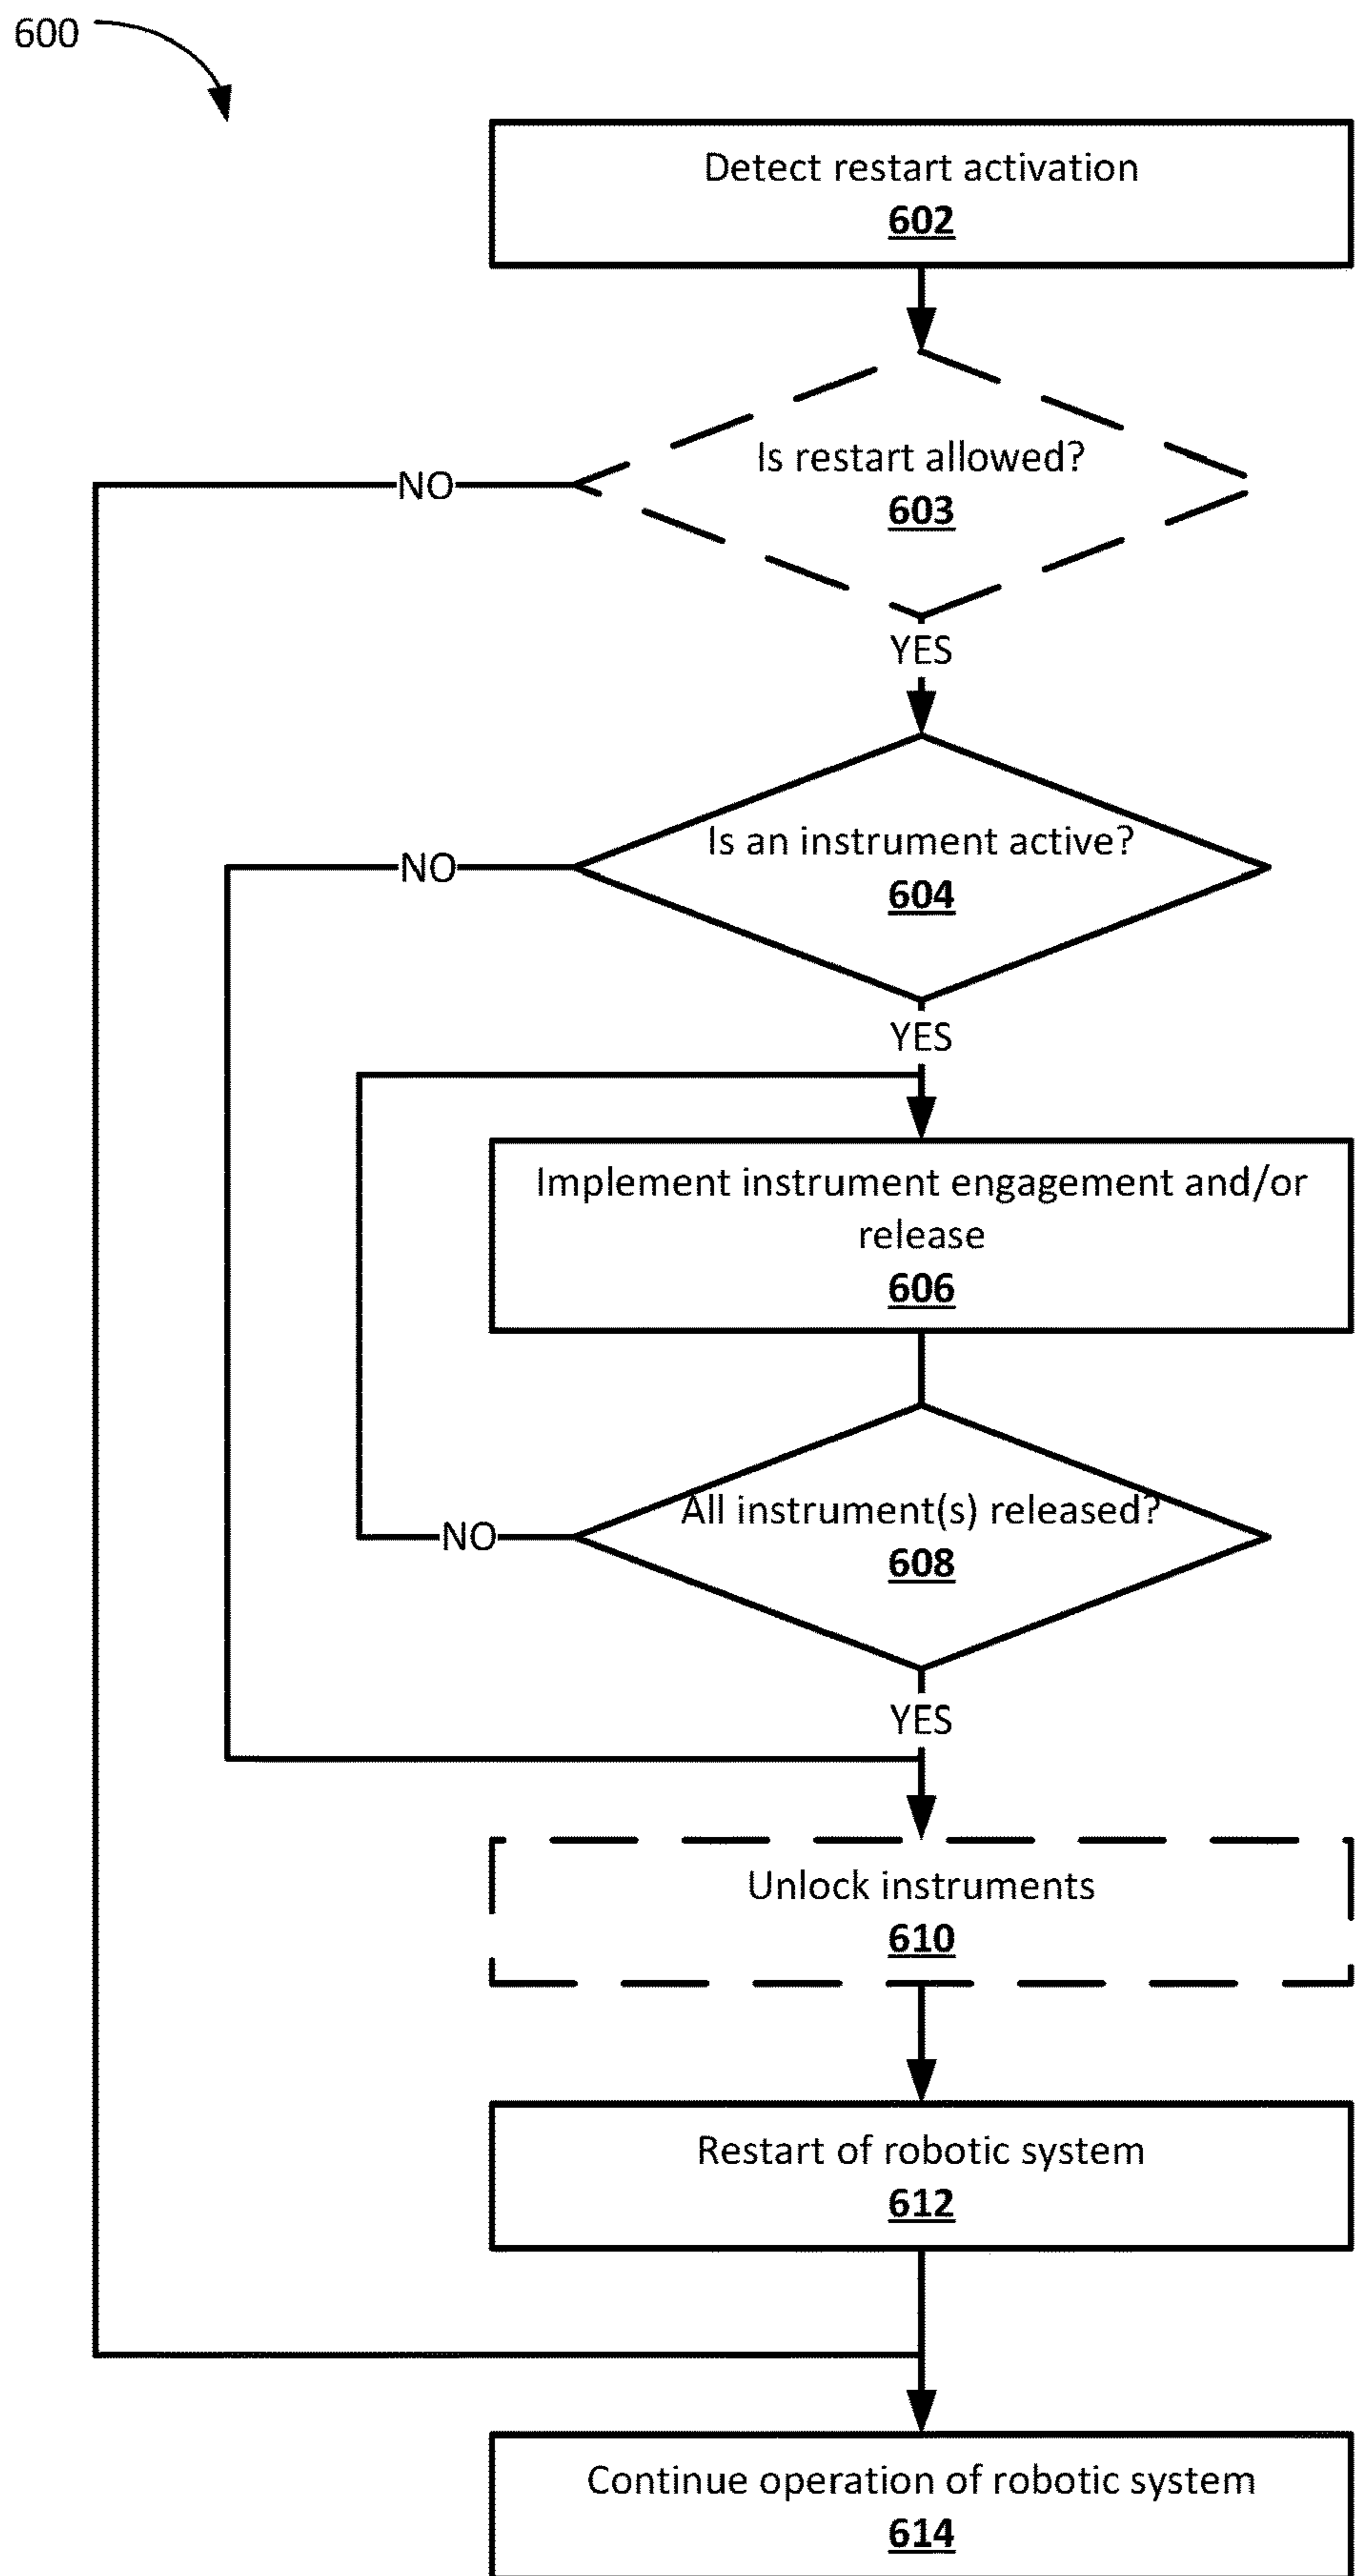 600
Detect restart activation
602
Is restart allowed?
603
NO
YES
Is an instrument active?
604
NO
YES
Implement instrument engagement and/or
release
606
All instrument(s) released?
608
NO
YES
Unlock instruments
610
Restart of robotic system
612
Continue operation of robotic system
614